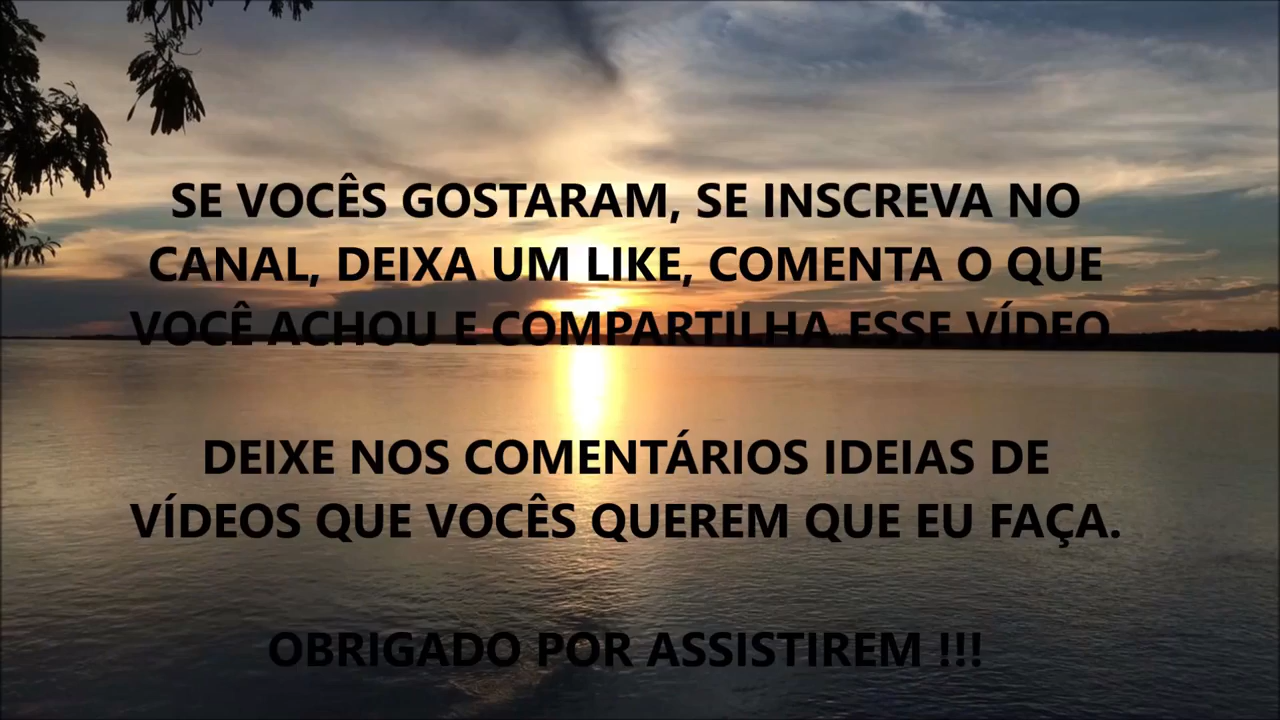 SE VOCÊS GOSTARAM, SE INSCREVA NO
CANAL, DEIXA UM LIKE, COMENTA O QUE
VOCÊ ACHOU E COMPARTILHA ESSE VÍDEO
DEIXE NOS COMENTÁRIOS IDEIAS DE
VÍDEOS QUE VOCÊS QUEREM QUE EU FAÇA.
OBRIGADO POR ASSISTIREM !!!